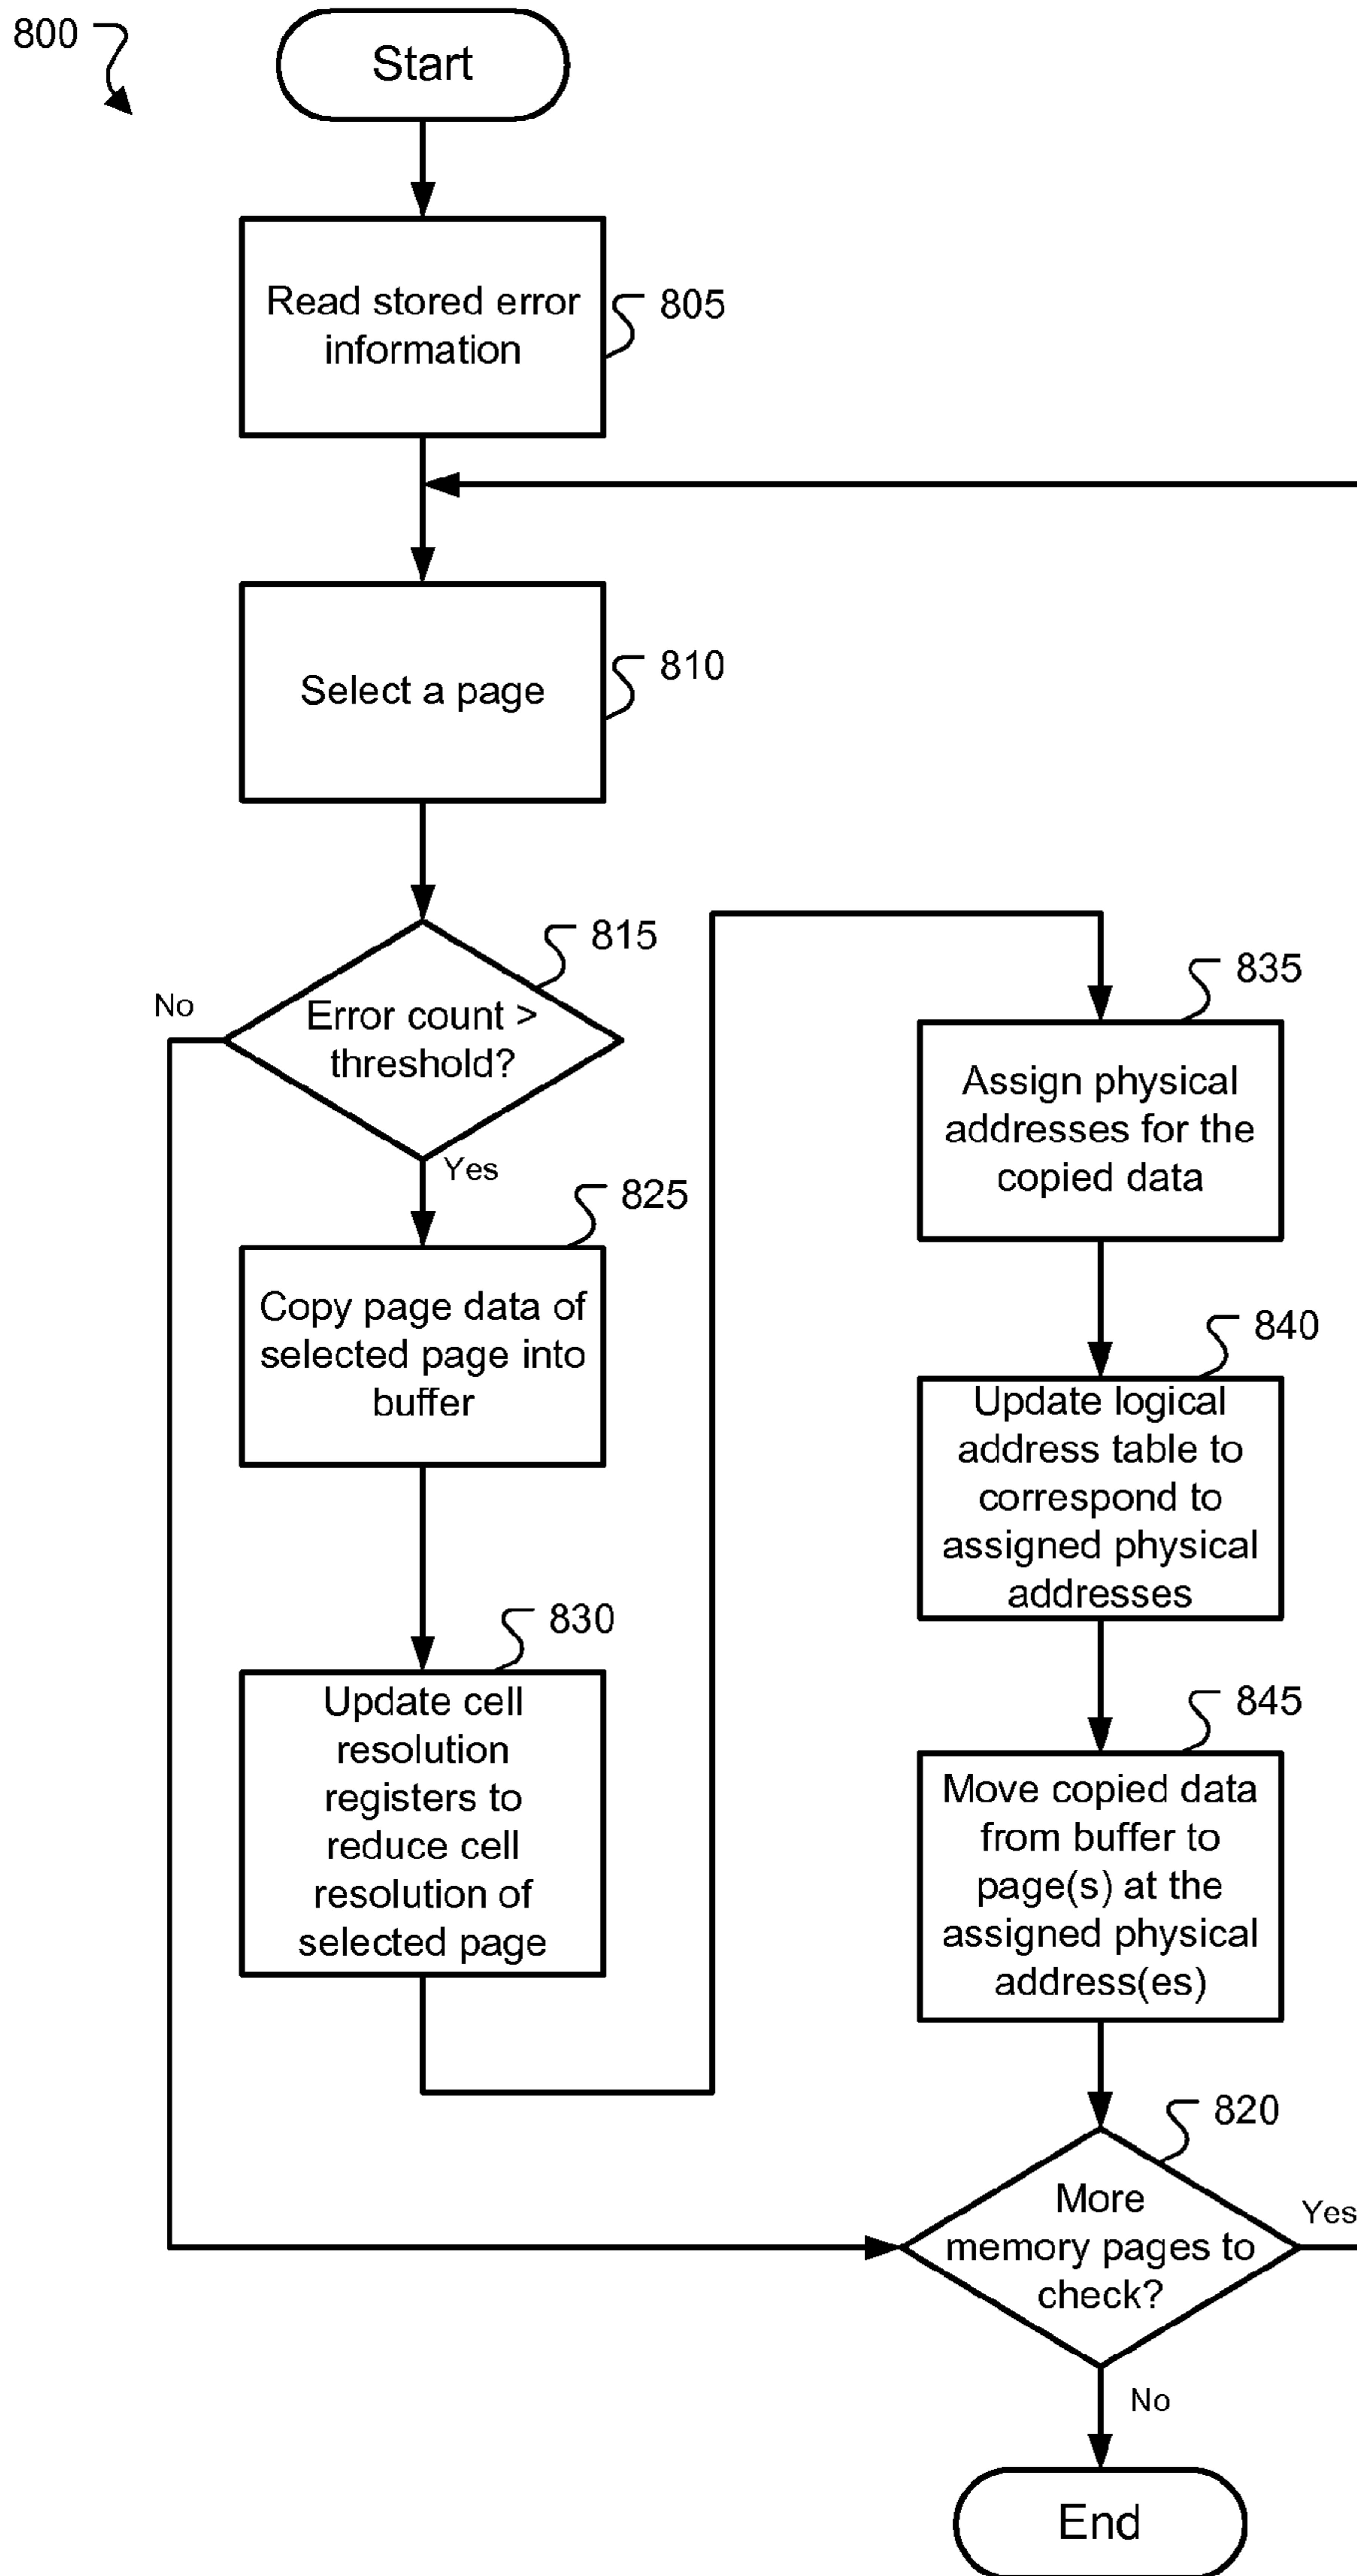 800
Start
Read stored error
information
805
Select a page
810
815
Error count >
threshold?
No
Yes
825
Copy page data of
selected page into
buffer
830
Update cell
resolution
registers to
reduce cell
resolution of
selected page
835
Assign physical
addresses for the
copied data
840
Update logical
address table to
correspond to
assigned physical
addresses
845
Move copied data
from buffer to
page(s) at the
assigned physical
address(es)
820
More
memory pages to
check?
Yes
No
End